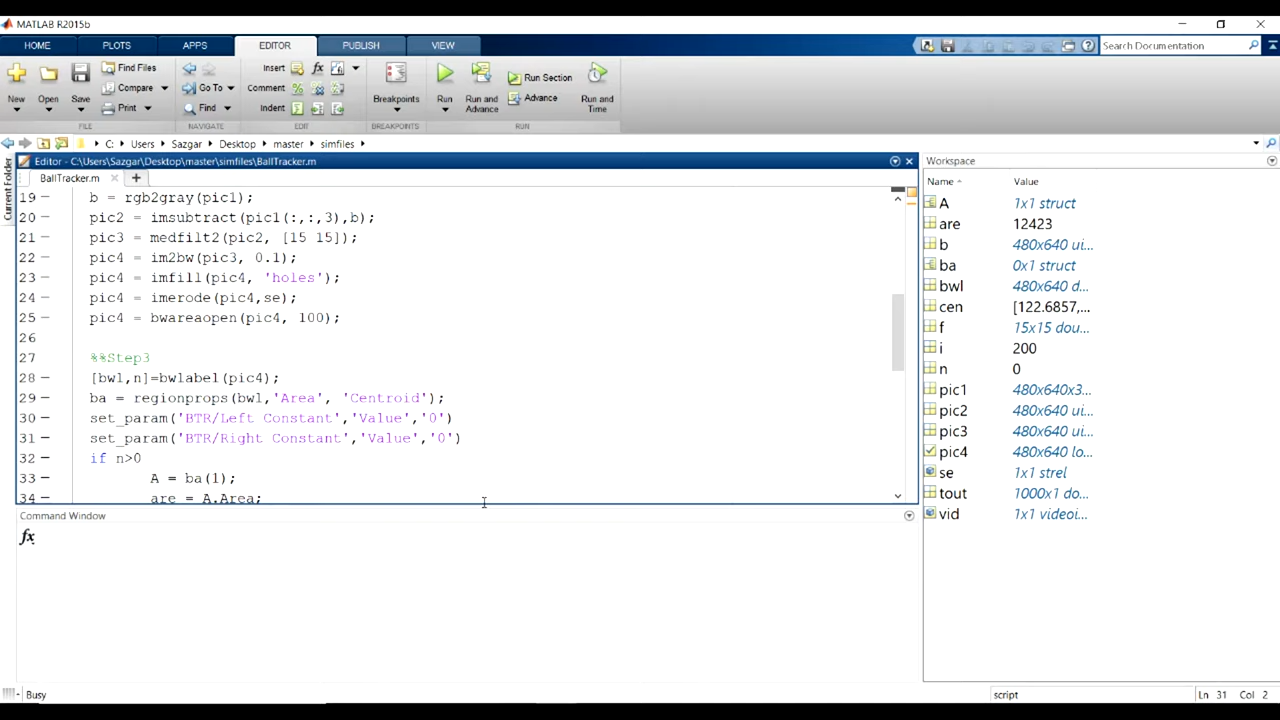 MATLAB R2015b
HOME PLOTS APPS EDITOR PUBLISH VIEW Search Documentation
New Open Save Find Files Compare Print Go To Find Insert fx Comment Indent Breakpoints Run Run and Advance Run Section Advance Run and Time
FILE NAVIGATE EDIT BREAKPOINTS RUN
C: Users Sazgar Desktop master simfiles
Current Folder
Editor - C:\Users\Sazgar\Desktop\master\simfiles\BallTracker.m
BallTracker.m
19 b = rgb2gray(pic1);
20 pic2 = imsubtract(pic1(:,:,3),b);
21 pic3 = medfilt2(pic2, [15 15]);
22 pic4 = im2bw(pic3, 0.1);
23 pic4 = imfill(pic4, 'holes');
24 pic4 = imerode(pic4,se);
25 pic4 = bwareaopen(pic4, 100);
26
27 %%Step3
28 [bwl,n]=bwlabel(pic4);
29 ba = regionprops(bwl,'Area', 'Centroid');
30 set_param('BTR/Left Constant','Value','0')
31 set_param('BTR/Right Constant','Value','0')
32 if n>0
33 A = ba(1);
34 are = A.Area;
Command Window
fx
Workspace
Name Value
A 1x1 struct
are 12423
b 480x640 ui...
ba 0x1 struct
bwl 480x640 d...
cen [122.6857,...
f 15x15 dou...
i 200
n 0
pic1 480x640x3...
pic2 480x640 ui...
pic3 480x640 ui...
pic4 480x640 lo...
se 1x1 strel
tout 1000x1 do...
vid 1x1 videoi...
Busy script Ln 31 Col 2